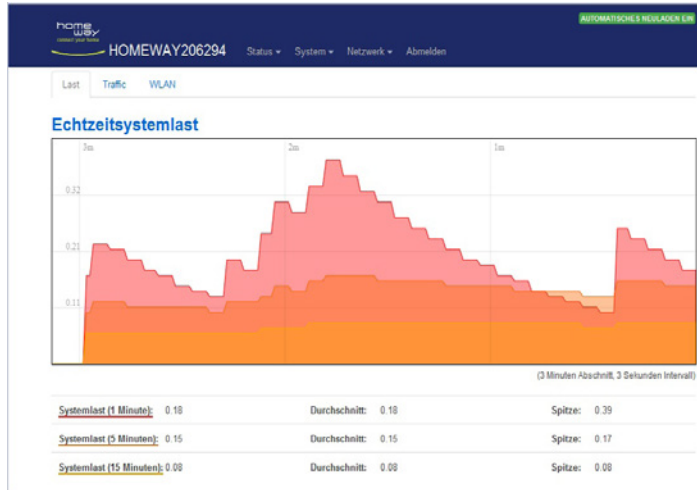 AUTOMATISCHES NEULADEN EIN
home
way
connect your home
HOMEWAY206294 Status System Netzwerk Abmelden
Last Traffic WLAN
Echtzeitsystemlast
3m 2m 1m
0.32
0.21
0.11
(3 Minuten Abschnitt, 3 Sekunden Intervall)
Systemlast (1 Minute): 0.18 Durchschnitt: 0.18 Spitze: 0.39
Systemlast (5 Minuten): 0.15 Durchschnitt: 0.15 Spitze: 0.17
Systemlast (15 Minuten): 0.08 Durchschnitt: 0.08 Spitze: 0.08